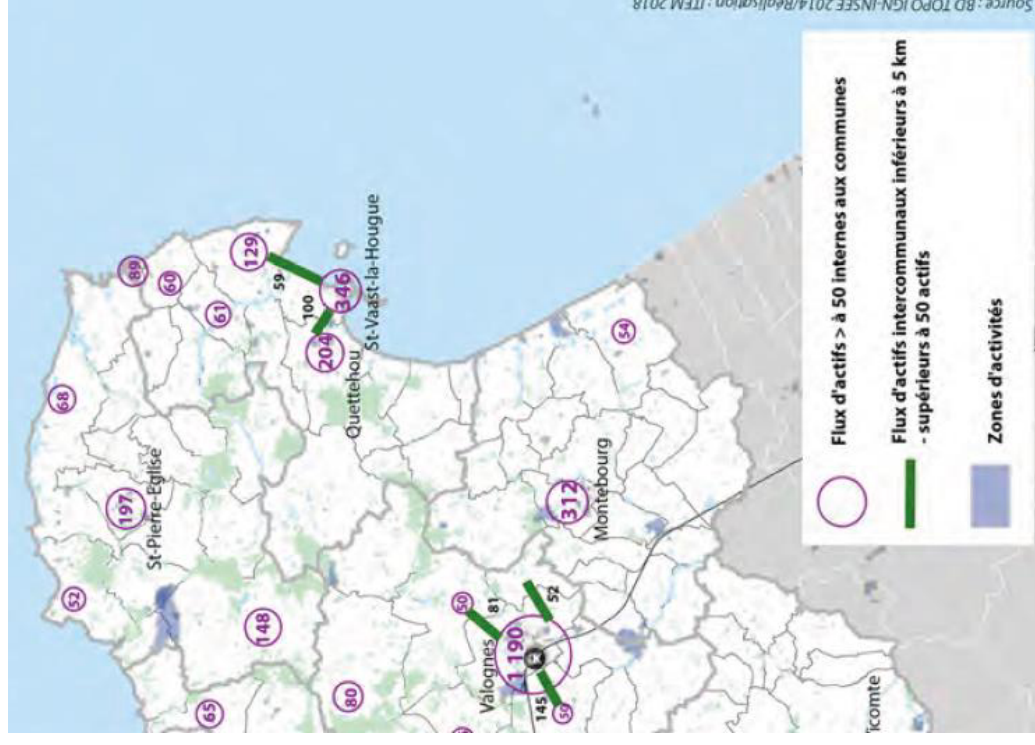 Source : BD TOPO IGN-INSEE 2014/Réalisation : ITEM 2018
Flux d'actifs > à 50 internes aux communes
Flux d'actifs intercommunaux inférieurs à 5 km
- supérieurs à 50 actifs
Zones d'activités
89
60
129
61
59
346
100
St-Vaast-la-Hougue
204
Quettehou
68
54
197
St-Pierre-Eglise
312
Montebourg
52
148
50
81
52
1 190
Valognes
145
59
65
80
icomte